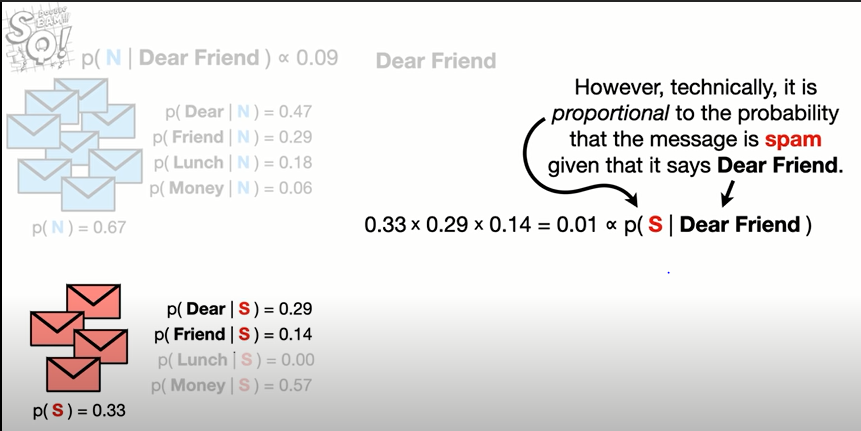 p( N | Dear Friend ) ∝ 0.09
Dear Friend
p( Dear | N ) = 0.47
p( Friend | N ) = 0.29
p( Lunch | N ) = 0.18
p( Money | N ) = 0.06
p( N ) = 0.67
However, technically, it is
proportional to the probability
that the message is spam
given that it says Dear Friend.
0.33 x 0.29 x 0.14 = 0.01 ∝ p( S | Dear Friend )
p( Dear | S ) = 0.29
p( Friend | S ) = 0.14
p( Lunch | S ) = 0.00
p( Money | S ) = 0.57
p( S ) = 0.33